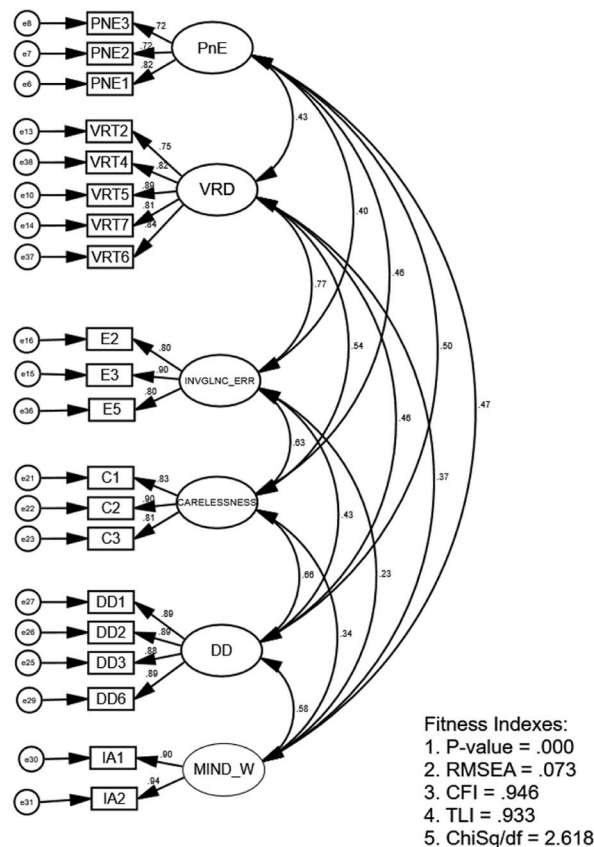 e8 PNE3 .72
PnE
e7 PNE2 .72
e6 PNE1 .82
.43
e13 VRT2 .75
e38 VRT4 .82
VRD
e10 VRT5 .89
e14 VRT7 .81
e37 VRT6 .84
.40
.46
.77
.54
.50
.46
.47
e16 E2 .80
e15 E3 .90
INVGLNC_ERR
e36 E5 .80
.63
.37
e21 C1 .83
e22 C2 .90
CARELESSNESS
e23 C3 .81
.43
.23
.66
.34
e27 DD1 .89
e26 DD2 .89
DD
e25 DD3 .88
e29 DD6 .89
.58
e30 IA1 .90
MIND_W
e31 IA2 .94
Fitness Indexes:
1. P-value = .000
2. RMSEA = .073
3. CFI = .946
4. TLI = .933
5. ChiSq/df = 2.618